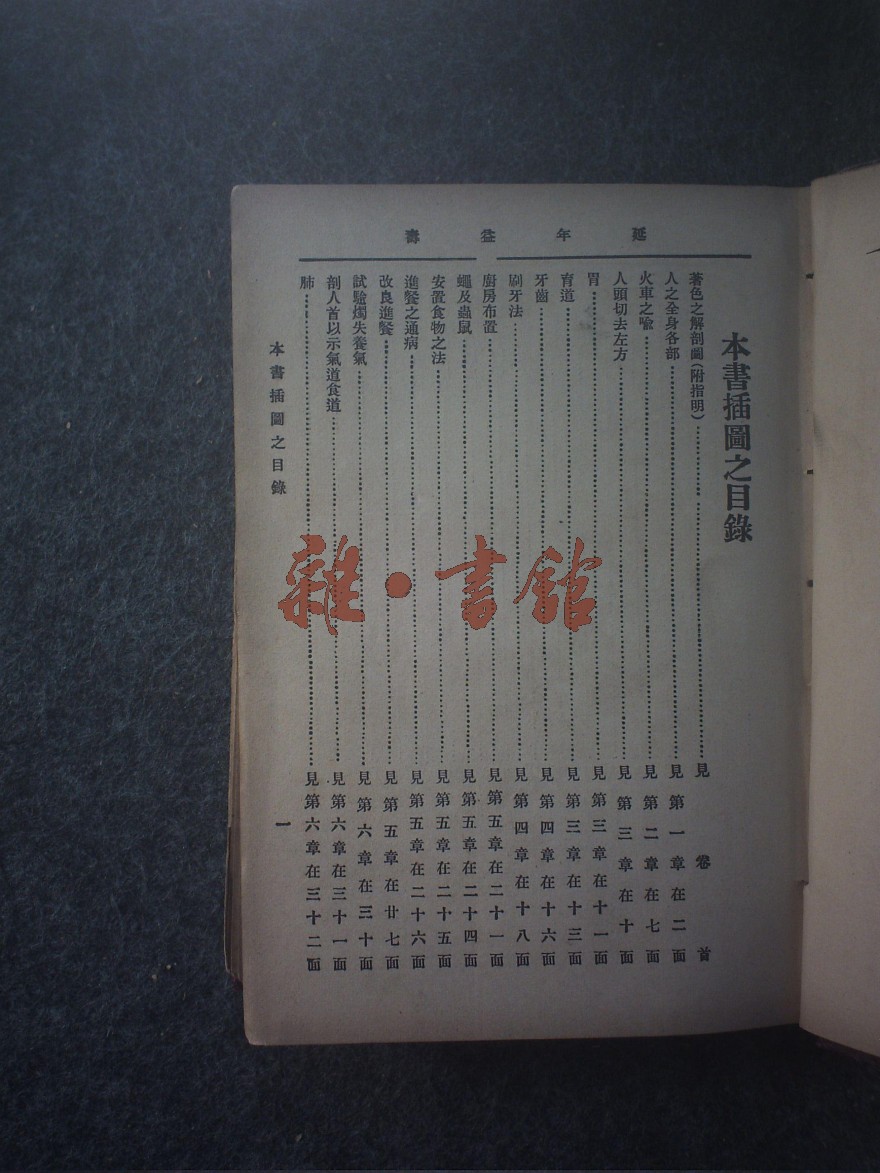 延年益壽
本書插圖之目錄
著色之解剖圖(附指明)見卷首
人之全身各部見第一章在二面
火車之喩見第二章在七面
人頭切去左方見第三章在十面
胃見第三章在十一面
育道見第三章在十三面
牙齒見第四章在十六面
刷牙法見第四章在十八面
廚房布置見第五章在二十一面
蠅及蟲鼠見第五章在二十四面
安置食物之法見第五章在二十五面
進餐之通病見第五章在二十六面
改良進餐見第五章在廿七面
試驗燭失養氣見第六章在三十面
剖人首以示氣道食道見第六章在三十一面
肺見第六章在三十二面
本書插圖之目錄
一
雜·書館